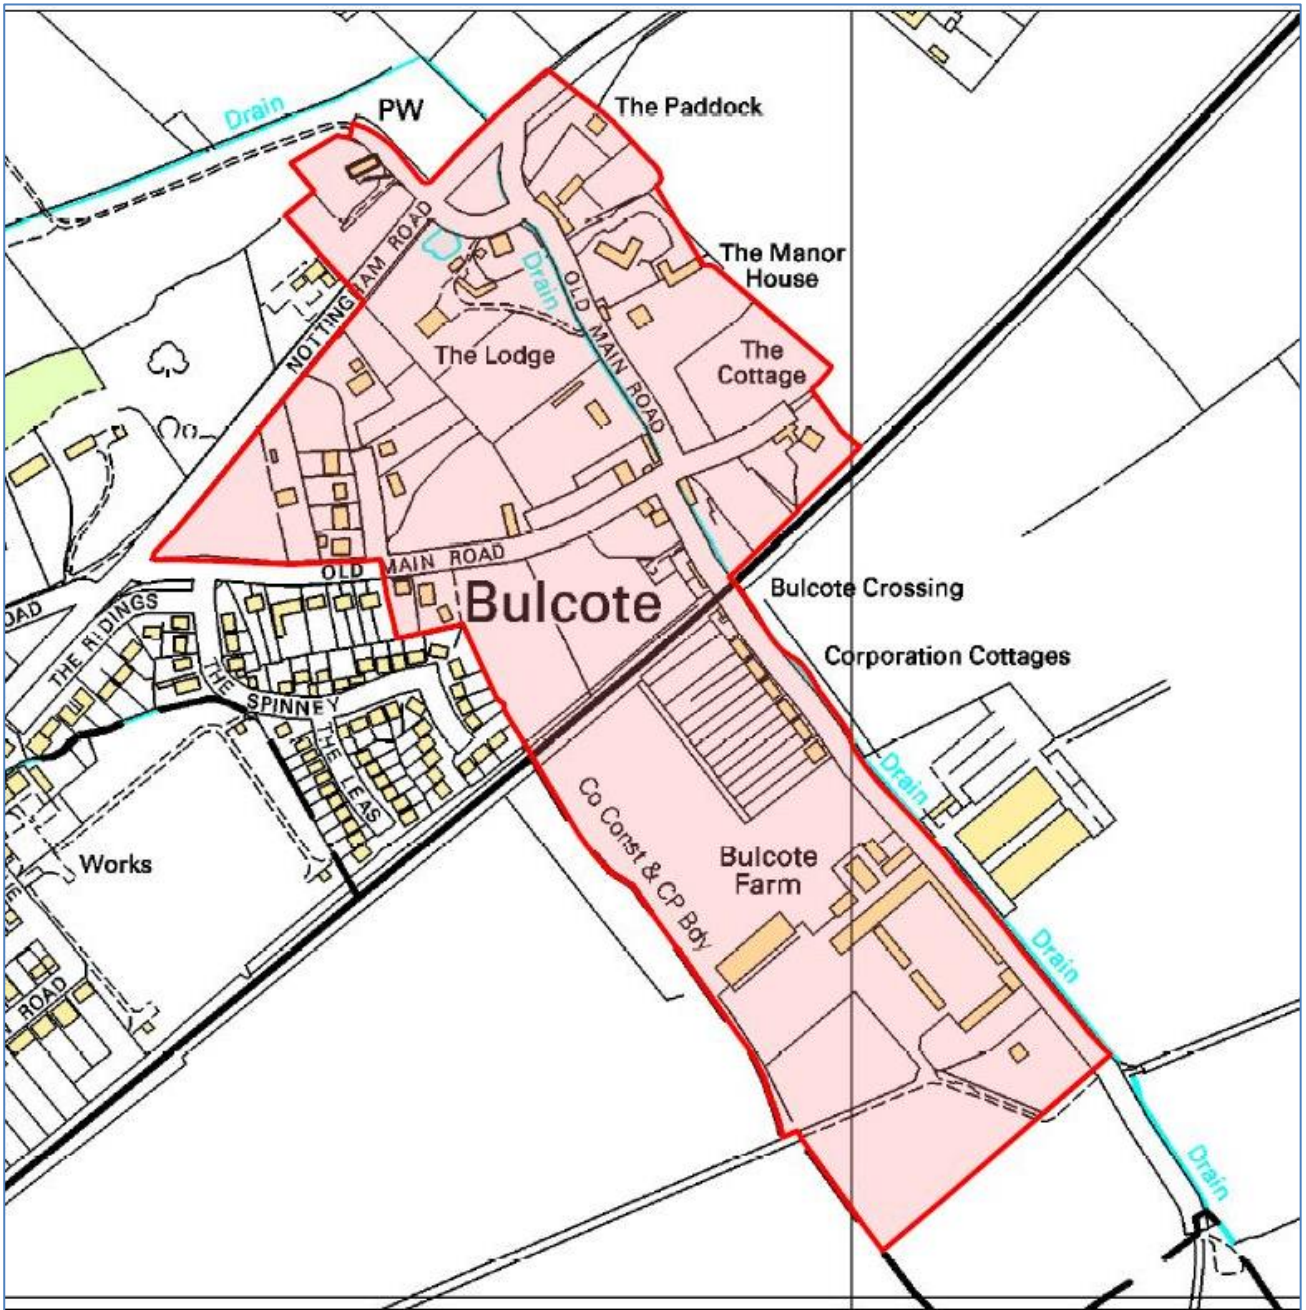 Drain
PW
The Paddock
NOTTINGHAM ROAD
The Manor
House
Drain
OLD MAIN ROAD
The Lodge
The
Cottage
OLD MAIN ROAD
Bulcote
Bulcote Crossing
OAD
THE RIDINGS
Corporation Cottages
THE SPINNEY
THE LEAS
Drain
Co Const & CP Bdy
Bulcote
Farm
Works
Drain
ROAD
Drain